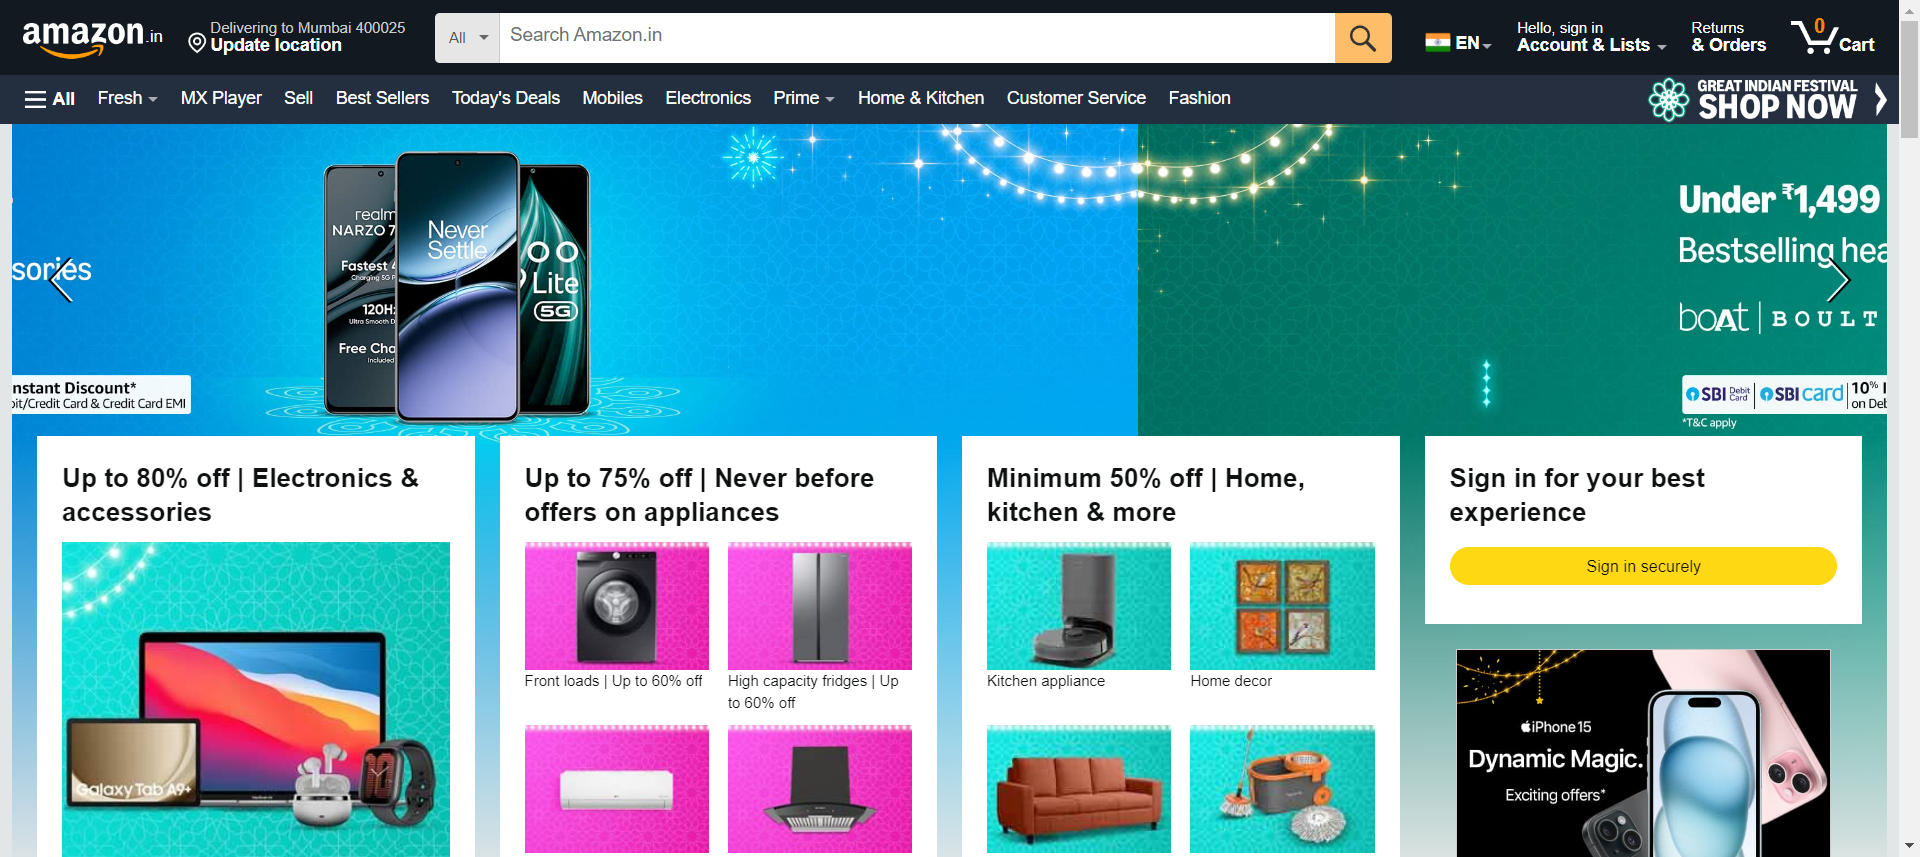 amazon.in
Delivering to Mumbai 400025
Update location
All
Search Amazon.in
EN
Hello, sign in
Account & Lists
Returns
& Orders
0
Cart
All
Fresh
MX Player
Sell
Best Sellers
Today's Deals
Mobiles
Electronics
Prime
Home & Kitchen
Customer Service
Fashion
GREAT INDIAN FESTIVAL
SHOP NOW
sories
nstant Discount*
bit/Credit Card & Credit Card EMI
realm
NARZO 7
Fastest 4
Charging 5G P
120Hz
Ultra Smooth D
Free Cha
Included
Never
Settle
Lite
5G
Under ₹1,499
Bestselling hea
boAt | BOULT
SBI Debit Card | SBI card | 10% I
on Deb
*T&C apply
Up to 80% off | Electronics &
accessories
Galaxy Tab A9+
Up to 75% off | Never before
offers on appliances
Front loads | Up to 60% off
High capacity fridges | Up
to 60% off
Minimum 50% off | Home,
kitchen & more
Kitchen appliance
Home decor
Sign in for your best
experience
Sign in securely
iPhone 15
Dynamic Magic.
Exciting offers*